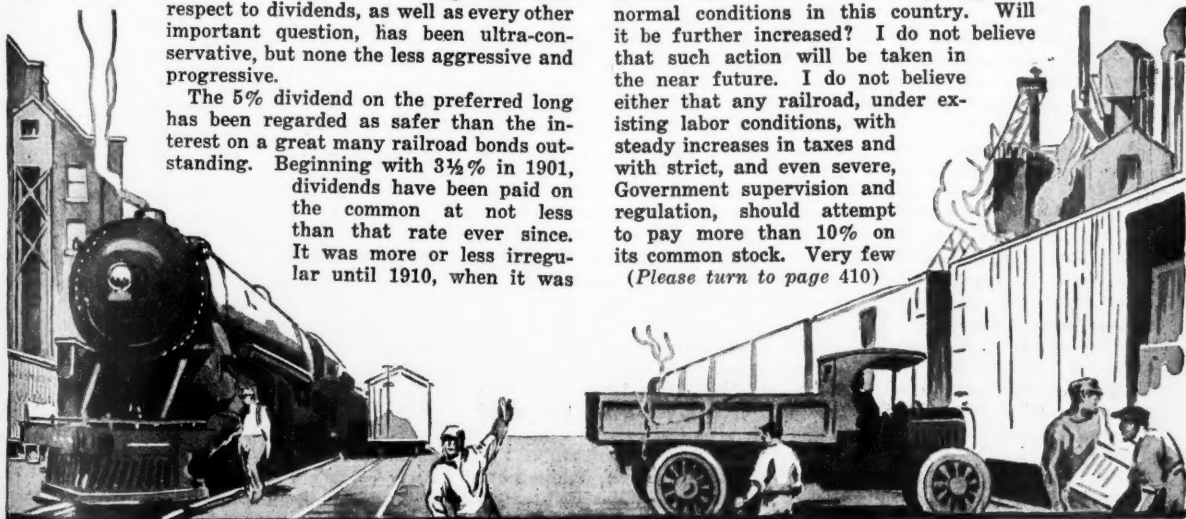 respect to dividends, as well as every other
important question, has been ultra-con-
servative, but none the less aggressive and
progressive.
The 5% dividend on the preferred long
has been regarded as safer than the in-
terest on a great many railroad bonds out-
standing. Beginning with 3½% in 1901,
dividends have been paid on
the common at not less
than that rate ever since.
It was more or less irregu-
lar until 1910, when it was
normal conditions in this country. Will
it be further increased? I do not believe
that such action will be taken in
the near future. I do not believe
either that any railroad, under ex-
isting labor conditions, with
steady increases in taxes and
with strict, and even severe,
Government supervision and
regulation, should attempt
to pay more than 10% on
its common stock. Very few
(Please turn to page 410)